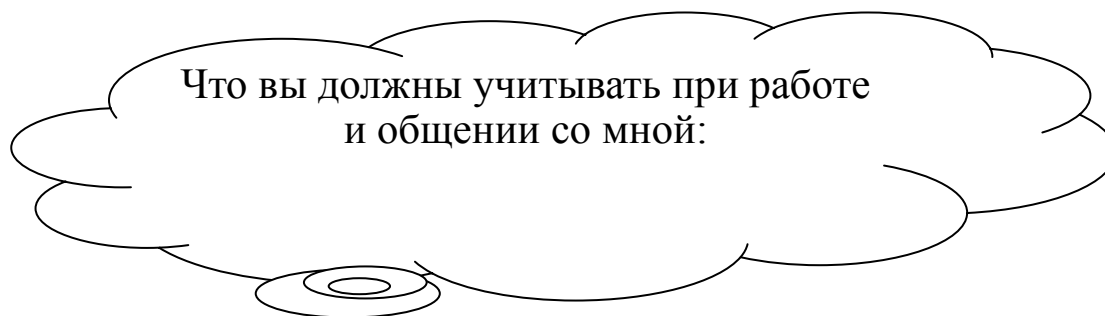 Что вы должны учитывать при работе
и общении со мной: